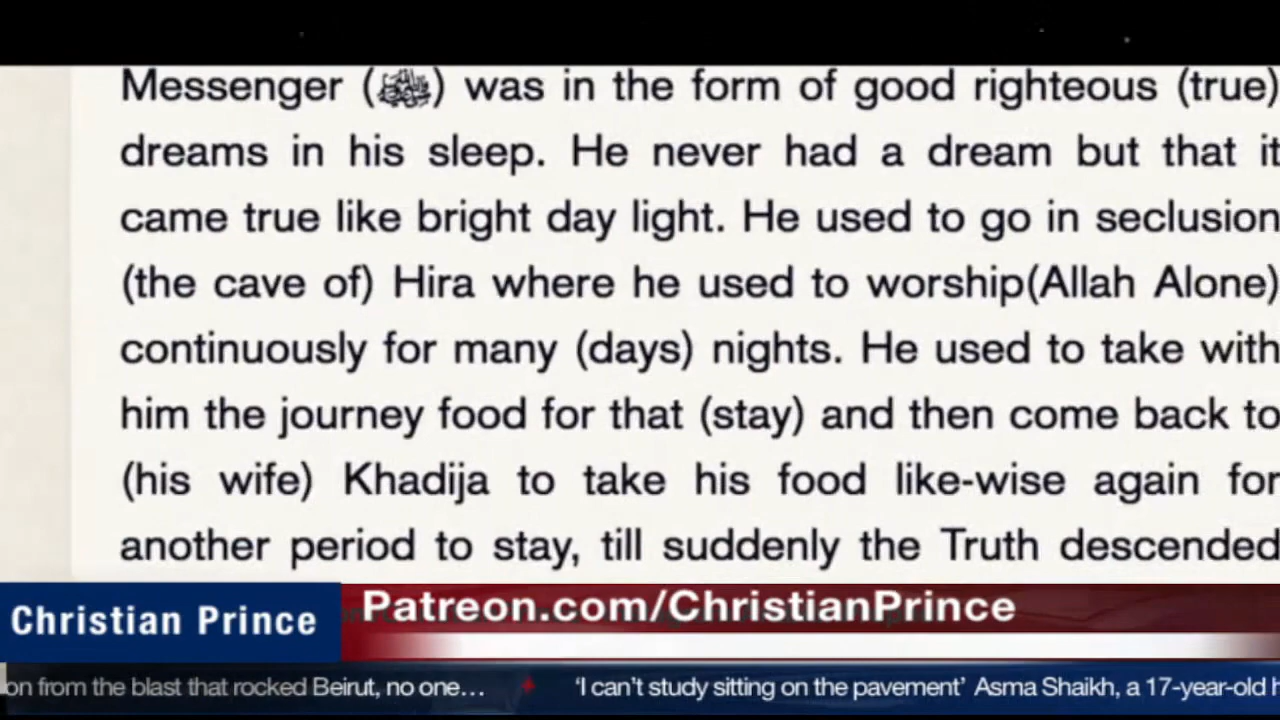 Messenger (ﷺ) was in the form of good righteous (true)
dreams in his sleep. He never had a dream but that it
came true like bright day light. He used to go in seclusion
(the cave of) Hira where he used to worship(Allah Alone)
continuously for many (days) nights. He used to take with
him the journey food for that (stay) and then come back to
(his wife) Khadija to take his food like-wise again for
another period to stay, till suddenly the Truth descended
Christian Prince
Patreon.com/ChristianPrince
on from the blast that rocked Beirut, no one... ‘I can’t study sitting on the pavement’ Asma Shaikh, a 17-year-old